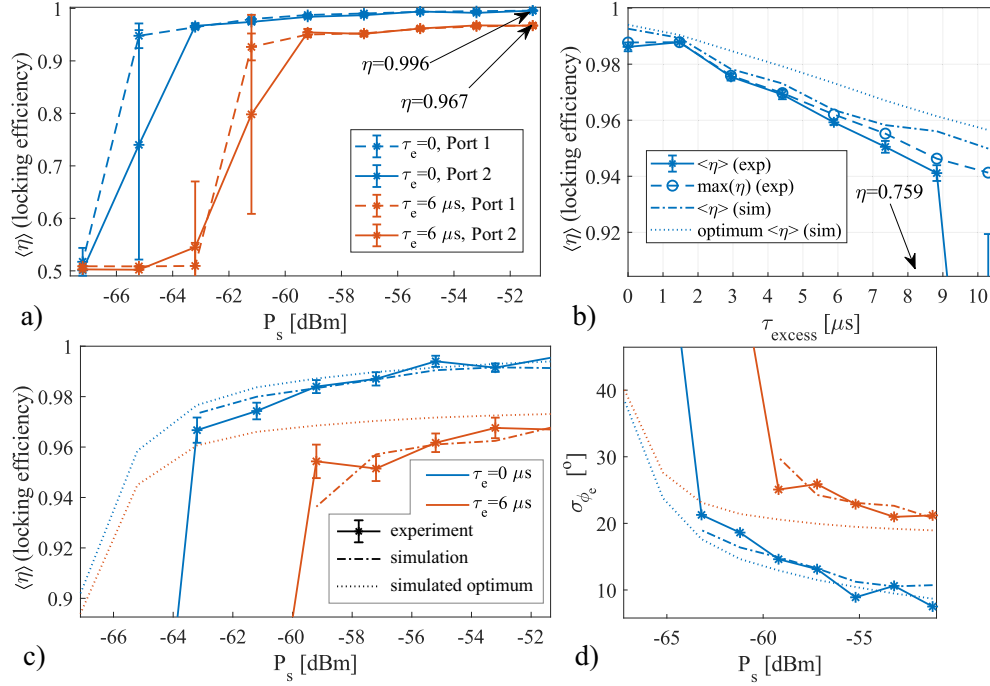 ⟨η⟩ (locking efficiency)
1
0.9
0.8
0.7
0.6
0.5
η=0.996
η=0.967
τe=0, Port 1
τe=0, Port 2
τe=6 μs, Port 1
τe=6 μs, Port 2
-66 -64 -62 -60 -58 -56 -54 -52
a) Ps [dBm]
⟨η⟩ (locking efficiency)
1
0.98
0.96
0.94
0.92
<η> (exp)
max(η) (exp)
<η> (sim)
optimum <η> (sim)
η=0.759
0 1 2 3 4 5 6 7 8 9 10
b) τexcess [μs]
⟨η⟩ (locking efficiency)
1
0.98
0.96
0.94
0.92
0.9
τe=0 μs
τe=6 μs
experiment
simulation
simulated optimum
-66 -64 -62 -60 -58 -56 -54 -52
c) Ps [dBm]
σϕe [°]
40
30
20
10
-65 -60 -55
d) Ps [dBm]